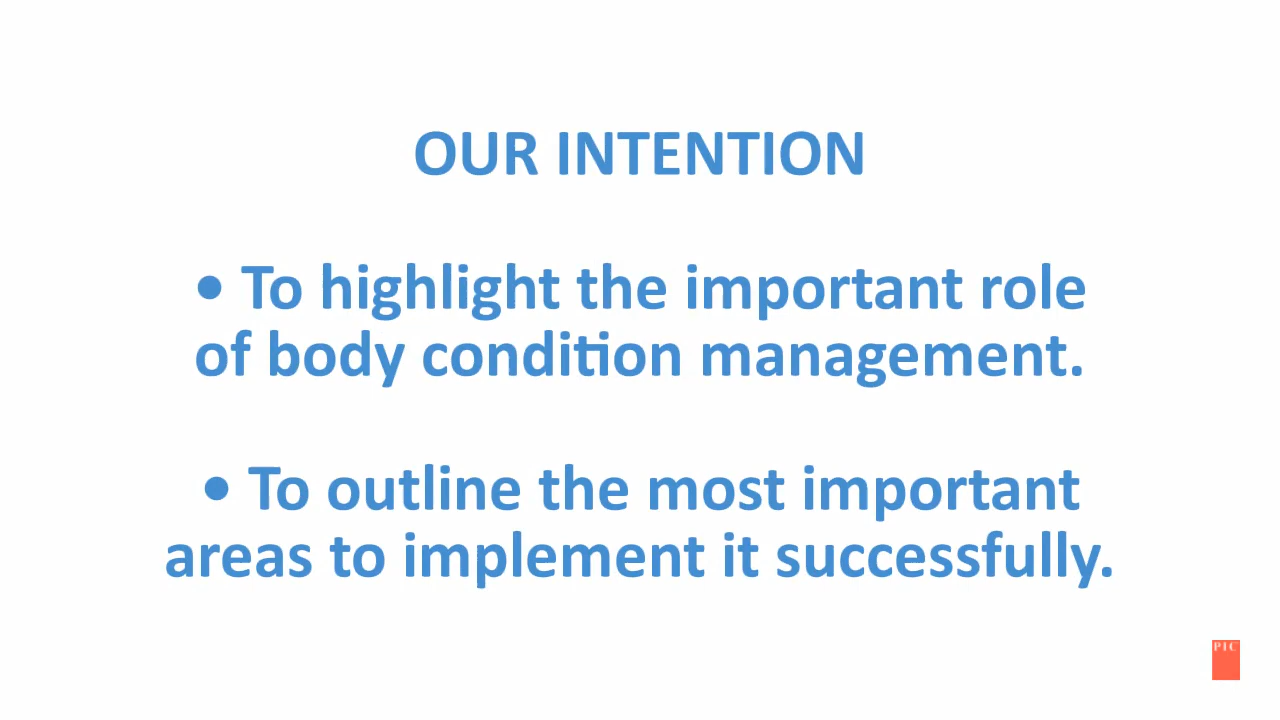 OUR INTENTION
• To highlight the important role
of body condition management.
• To outline the most important
areas to implement it successfully.
PIC